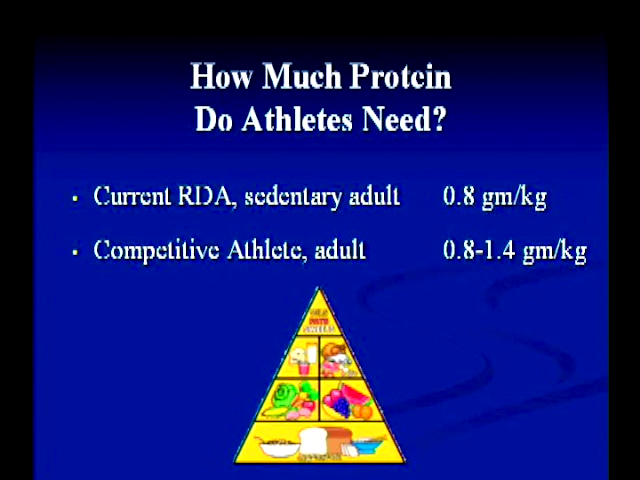 How Much Protein
Do Athletes Need?
▪ Current RDA, sedentary adult 0.8 gm/kg
▪ Competitive Athlete, adult 0.8-1.4 gm/kg